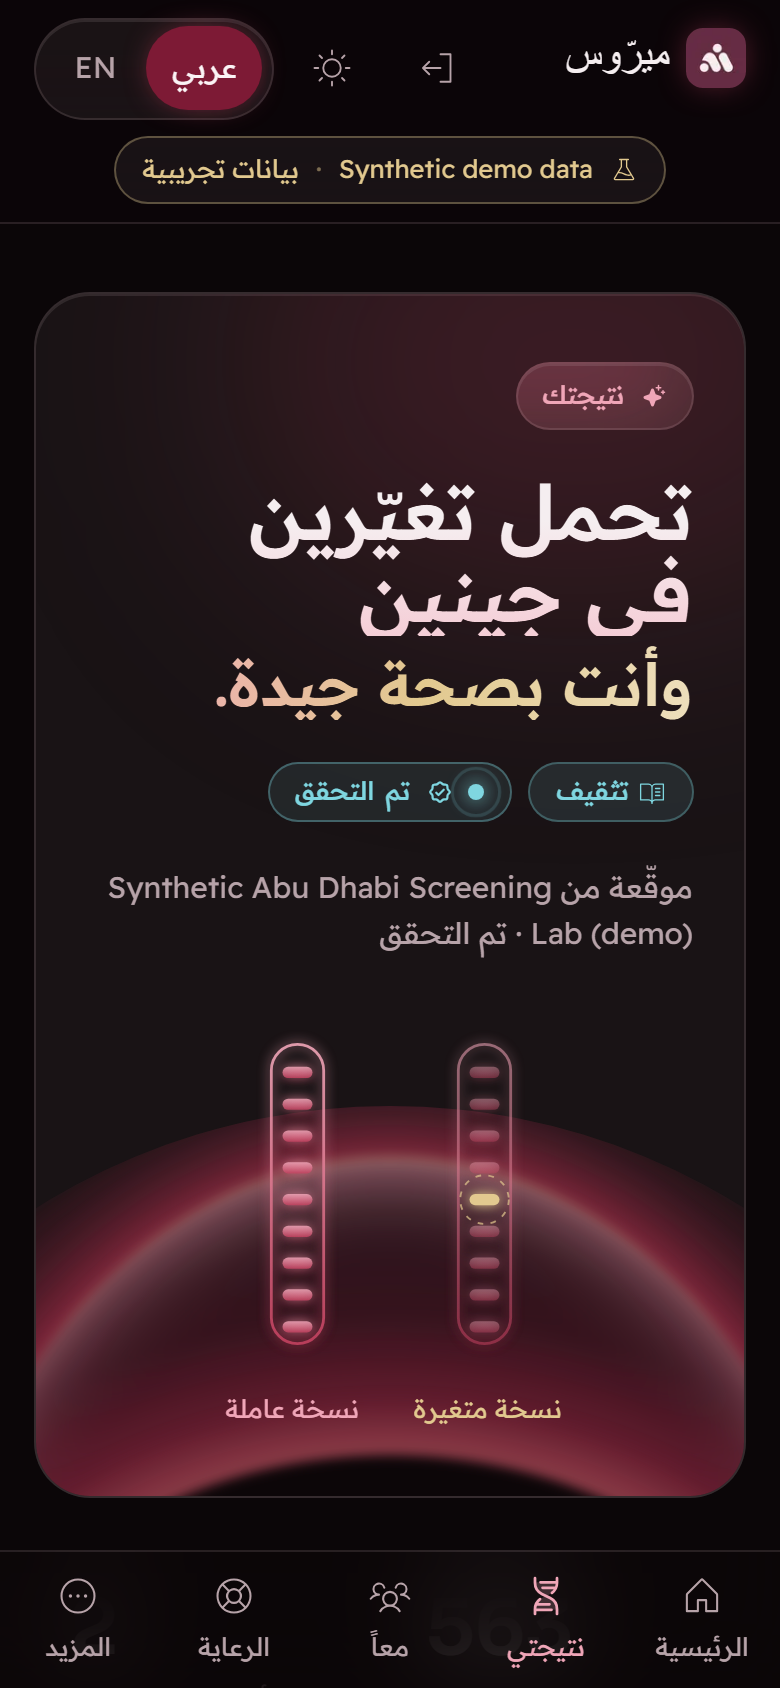 ميرّوس
عربي
EN
Synthetic demo data · بيانات تجريبية
نتيجتك
تحمل تغيّرين
في جينين
وأنت بصحة جيدة.
تثقيف
تم التحقق
موقّعة من Synthetic Abu Dhabi Screening
Lab (demo) · تم التحقق
نسخة متغيرة
نسخة عاملة
الرئيسية
نتيجتي
معاً
الرعاية
المزيد